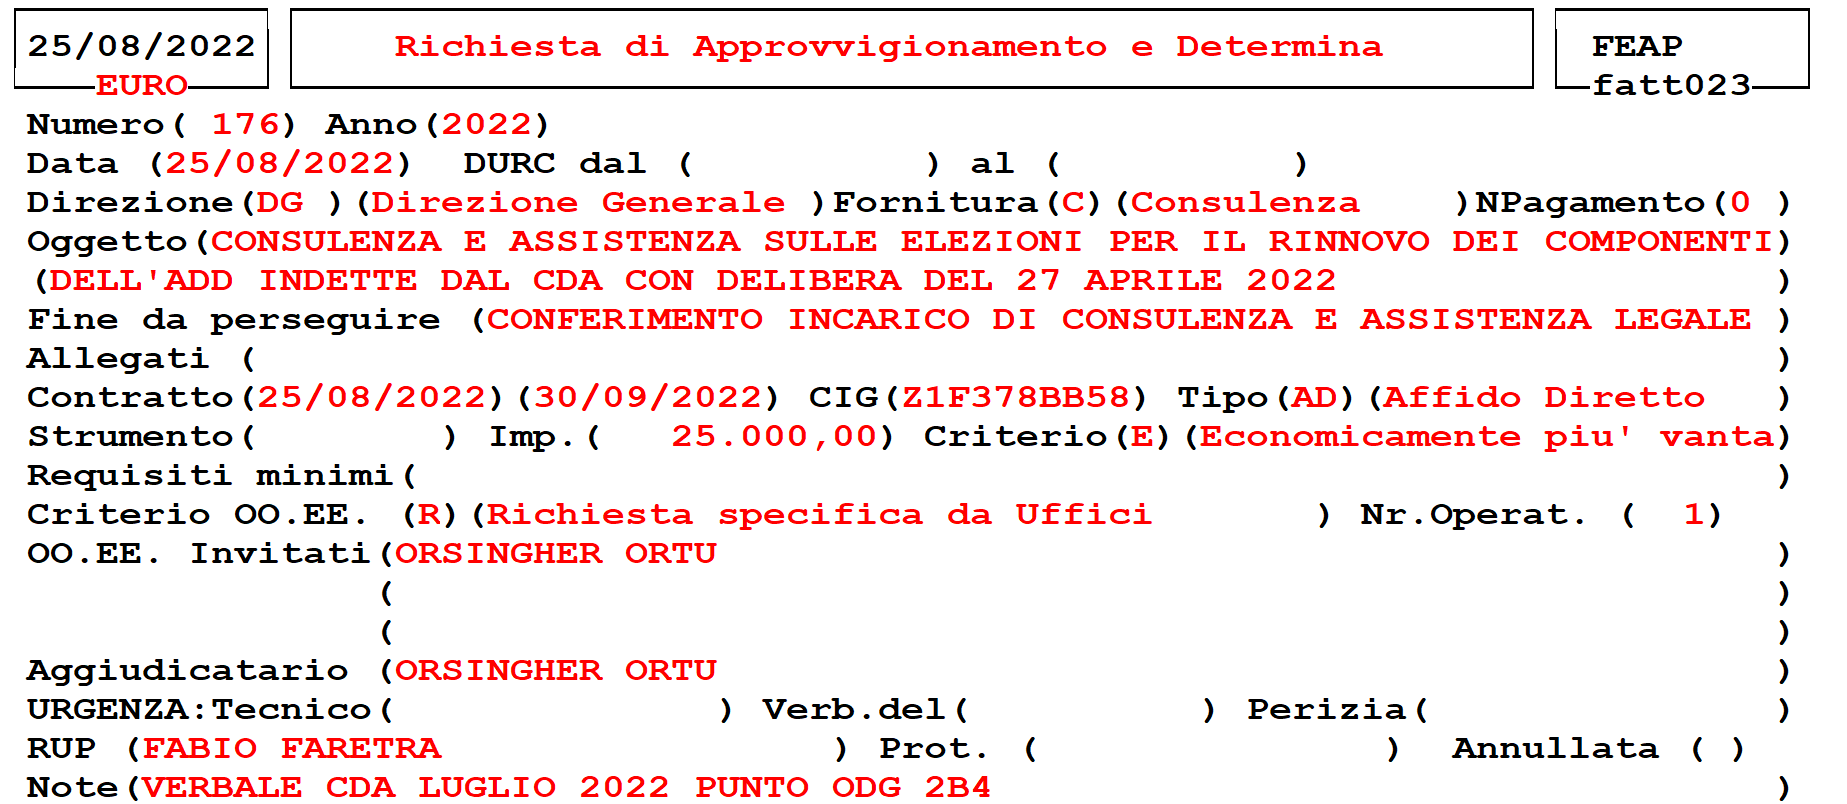 25/08/2022 Richiesta di Approvvigionamento e Determina FEAP
EURO fatt023
Numero( 176) Anno(2022)
Data (25/08/2022) DURC dal ( ) al ( )
Direzione(DG )(Direzione Generale )Fornitura(C)(Consulenza )NPagamento(0 )
Oggetto(CONSULENZA E ASSISTENZA SULLE ELEZIONI PER IL RINNOVO DEI COMPONENTI)
(DELL'ADD INDETTE DAL CDA CON DELIBERA DEL 27 APRILE 2022 )
Fine da perseguire (CONFERIMENTO INCARICO DI CONSULENZA E ASSISTENZA LEGALE )
Allegati ( )
Contratto(25/08/2022)(30/09/2022) CIG(Z1F378BB58) Tipo(AD)(Affido Diretto )
Strumento( ) Imp.( 25.000,00) Criterio(E)(Economicamente piu' vanta)
Requisiti minimi( )
Criterio OO.EE. (R)(Richiesta specifica da Uffici ) Nr.Operat. ( 1)
OO.EE. Invitati(ORSINGHER ORTU )
( )
( )
Aggiudicatario (ORSINGHER ORTU )
URGENZA:Tecnico( ) Verb.del( ) Perizia( )
RUP (FABIO FARETRA ) Prot. ( ) Annullata ( )
Note(VERBALE CDA LUGLIO 2022 PUNTO ODG 2B4 )